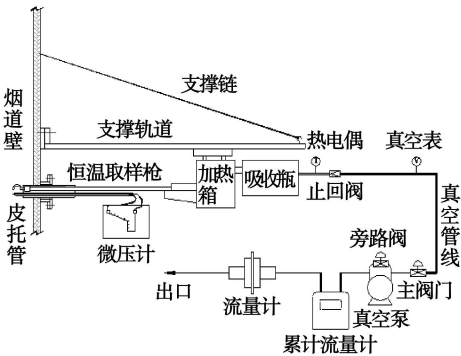 支撑链
烟道壁
支撑轨道
热电偶
真空表
恒温取样枪
加热箱
吸收瓶
止回阀
真空管线
皮托管
微压计
旁路阀
出口
流量计
主阀门
真空泵
累计流量计